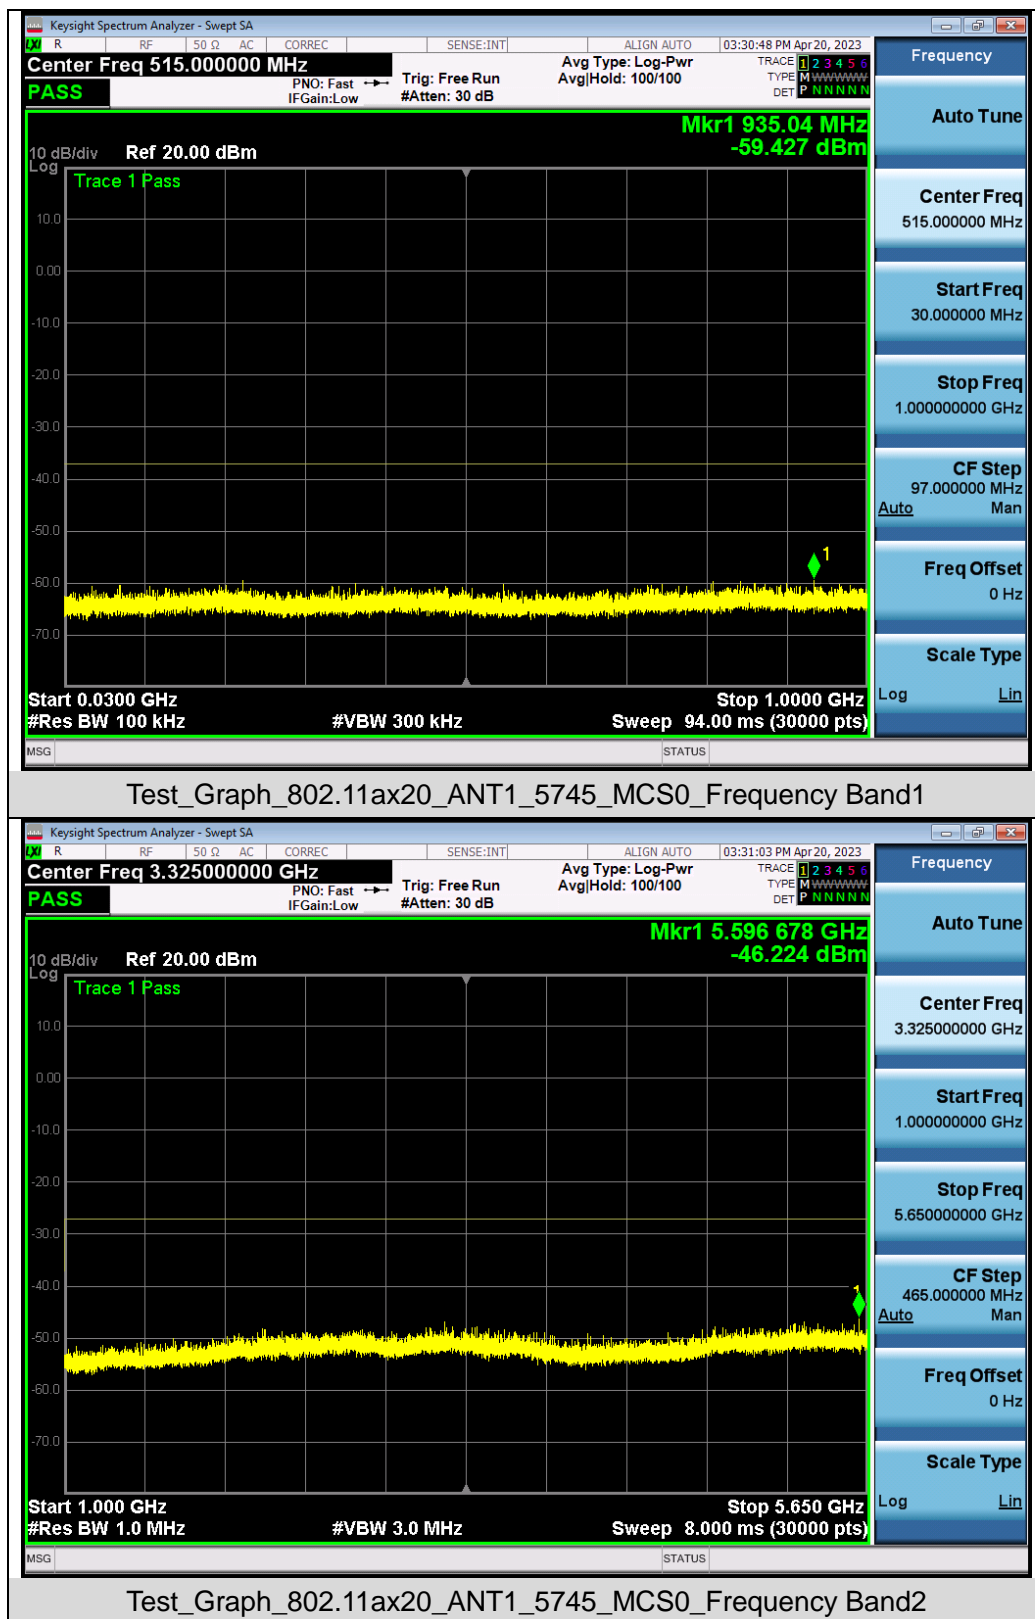 Keysight Spectrum Analyzer - Swept SA
LXI R RF 50 Ω AC CORREC SENSE:INT ALIGN AUTO 03:30:48 PM Apr 20, 2023
Center Freq 515.000000 MHz Avg Type: Log-Pwr TRACE 1 2 3 4 5 6
PASS PNO: Fast Trig: Free Run Avg|Hold: 100/100 TYPE M WWWWW
IFGain:Low #Atten: 30 dB DET P N N N N N
Mkr1 935.04 MHz
-59.427 dBm
10 dB/div Ref 20.00 dBm
Log
Trace 1 Pass
10.0
0.00
-10.0
-20.0
-30.0
-40.0
-50.0
1
-60.0
-70.0
Start 0.0300 GHz Stop 1.0000 GHz
#Res BW 100 kHz #VBW 300 kHz Sweep 94.00 ms (30000 pts)
MSG STATUS
Frequency
Auto Tune
Center Freq
515.000000 MHz
Start Freq
30.000000 MHz
Stop Freq
1.000000000 GHz
CF Step
97.000000 MHz
Auto Man
Freq Offset
0 Hz
Scale Type
Log Lin
Test_Graph_802.11ax20_ANT1_5745_MCS0_Frequency Band1
Keysight Spectrum Analyzer - Swept SA
LXI R RF 50 Ω AC CORREC SENSE:INT ALIGN AUTO 03:31:03 PM Apr 20, 2023
Center Freq 3.325000000 GHz Avg Type: Log-Pwr TRACE 1 2 3 4 5 6
PASS PNO: Fast Trig: Free Run Avg|Hold: 100/100 TYPE M WWWWW
IFGain:Low #Atten: 30 dB DET P N N N N N
Mkr1 5.596 678 GHz
-46.224 dBm
10 dB/div Ref 20.00 dBm
Log
Trace 1 Pass
10.0
0.00
-10.0
-20.0
-30.0
-40.0
1
-50.0
-60.0
-70.0
Start 1.000 GHz Stop 5.650 GHz
#Res BW 1.0 MHz #VBW 3.0 MHz Sweep 8.000 ms (30000 pts)
MSG STATUS
Frequency
Auto Tune
Center Freq
3.325000000 GHz
Start Freq
1.000000000 GHz
Stop Freq
5.650000000 GHz
CF Step
465.000000 MHz
Auto Man
Freq Offset
0 Hz
Scale Type
Log Lin
Test_Graph_802.11ax20_ANT1_5745_MCS0_Frequency Band2